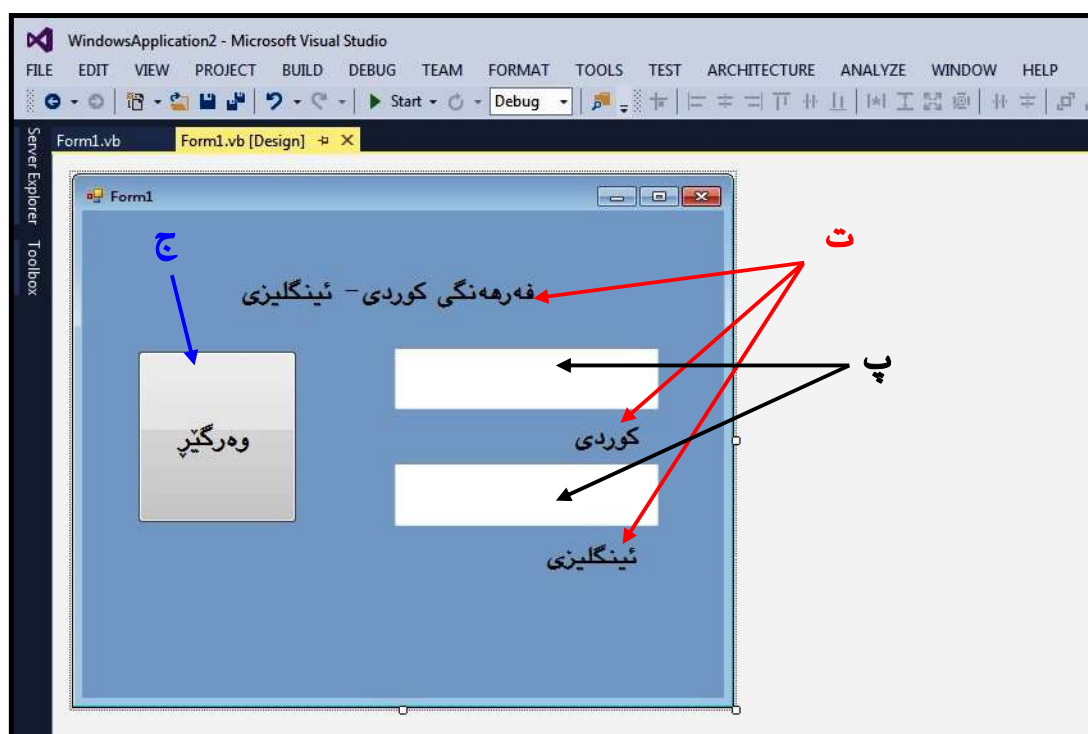 WindowsApplication2 - Microsoft Visual Studio
FILE EDIT VIEW PROJECT BUILD DEBUG TEAM FORMAT TOOLS TEST ARCHITECTURE ANALYZE WINDOW HELP
Start Debug
Server Explorer
Toolbox
Form1.vb Form1.vb [Design]
Form1
ت
ج
فەرهەنگی کوردی - ئینگلیزی
پ
کوردی
وەرگێڕ
ئینگلیزی